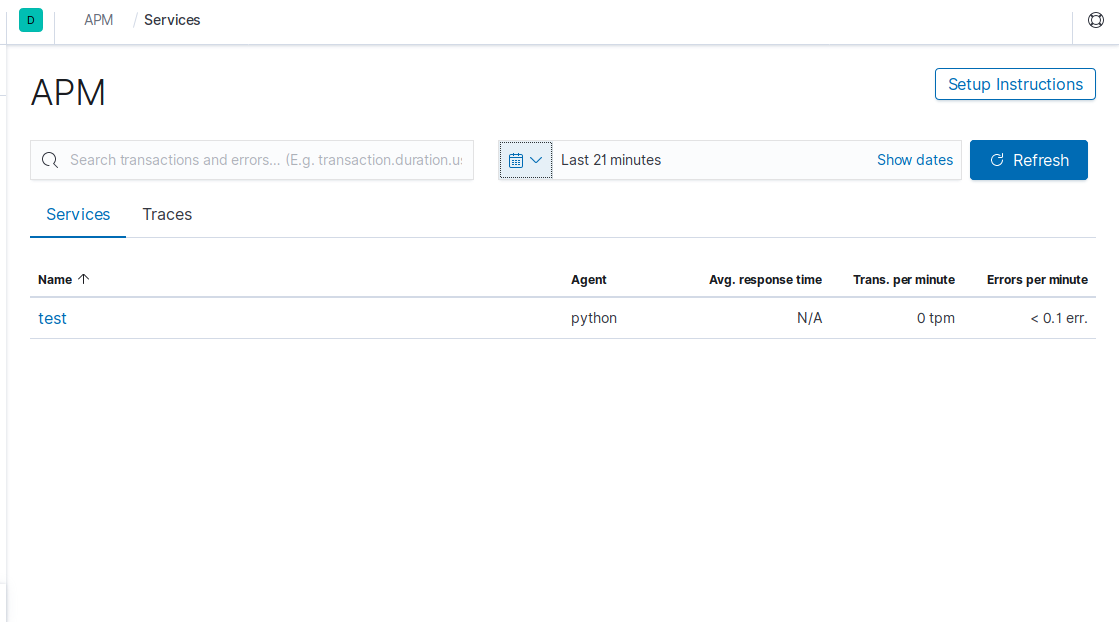 D APM / Services
APM
Setup Instructions
Search transactions and errors... (E.g. transaction.duration.us
Last 21 minutes Show dates Refresh
Services Traces
Name Agent Avg. response time Trans. per minute Errors per minute
test python N/A 0 tpm < 0.1 err.